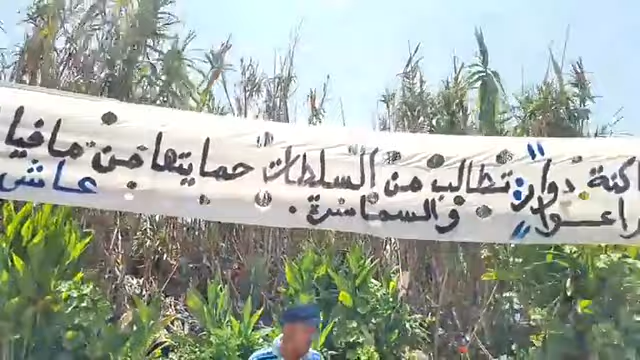 اكنة دوار " تطالب من السلطات حمايتها من مافيا
والسماسرة. عاش